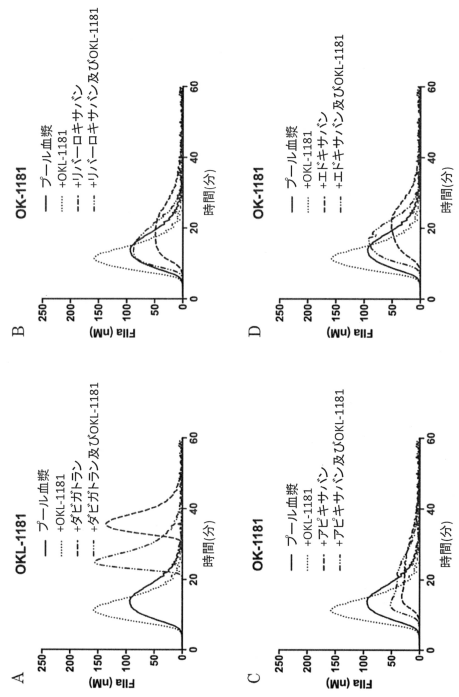 A
OKL-1181
プール血漿
+OKL-1181
+ダビガトラン
+ダビガトラン及びOKL-1181
FIIa (nM)
250
200
150
100
50
0
0
20
40
60
時間(分)
B
OK-1181
プール血漿
+OKL-1181
+リバーロキサバン
+リバーロキサバン及びOKL-1181
FIIa (nM)
250
200
150
100
50
0
0
20
40
60
時間(分)
C
OK-1181
プール血漿
+OKL-1181
+アピキサバン
+アピキサバン及びOKL-1181
FIIa (nM)
250
200
150
100
50
0
0
20
40
60
時間(分)
D
OK-1181
プール血漿
+OKL-1181
+エドキサバン
+エドキサバン及びOKL-1181
FIIa (nM)
250
200
150
100
50
0
0
20
40
60
時間(分)